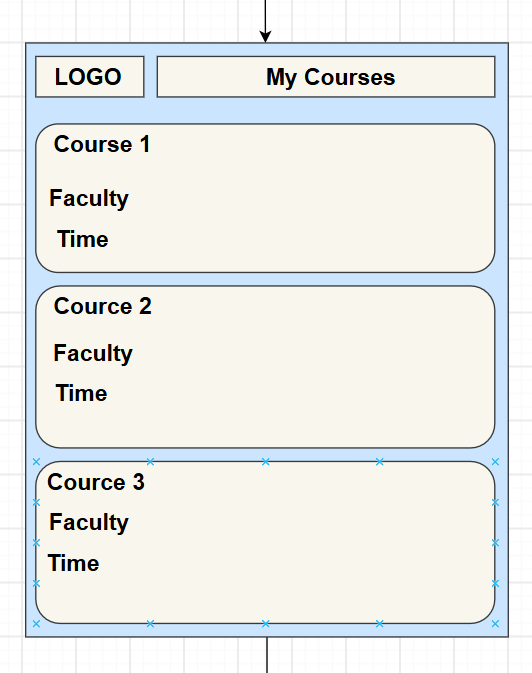 LOGO
My Courses
Course 1
Faculty
Time
Cource 2
Faculty
Time
Cource 3
Faculty
Time